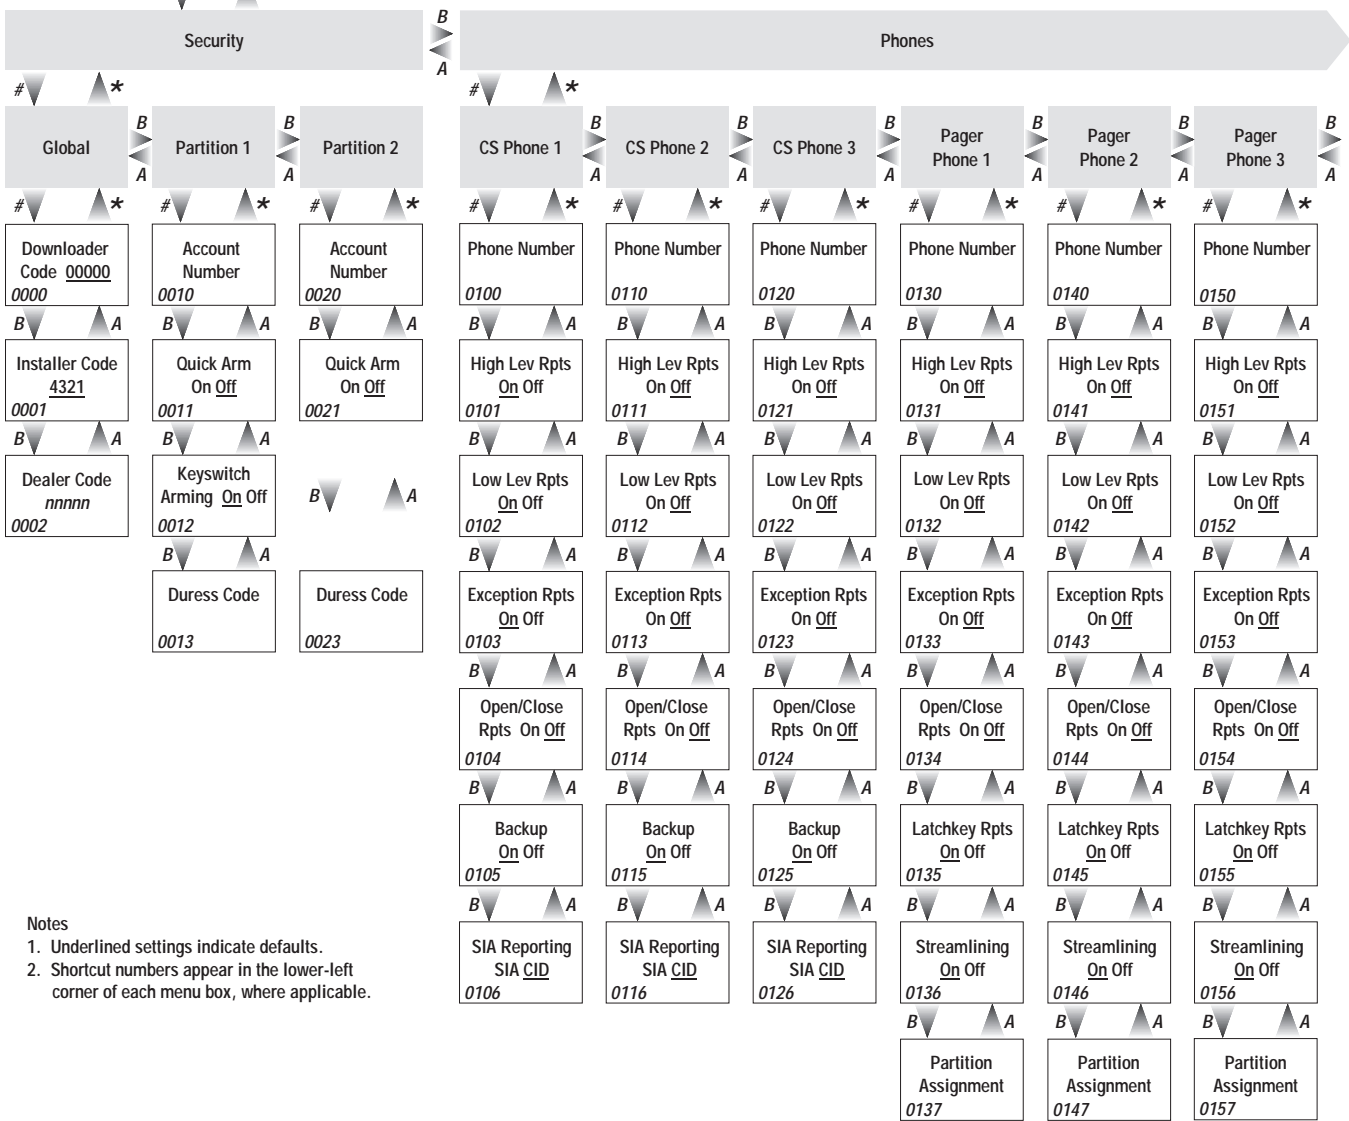 B
Security
Phones
A
# *
# *
Global
B
A
Partition 1
B
A
Partition 2
CS Phone 1
B
A
CS Phone 2
B
A
CS Phone 3
B
A
Pager
Phone 1
B
A
Pager
Phone 2
B
A
Pager
Phone 3
B
A
# * # * # * # * # * # * # * # * # *
Downloader
Code 00000
0000
B A
Installer Code
4321
0001
B A
Dealer Code
nnnnn
0002
Account
Number
0010
B A
Quick Arm
On Off
0011
B A
Keyswitch
Arming On Off
0012
B A
Duress Code
0013
Account
Number
0020
B A
Quick Arm
On Off
0021
B A
Duress Code
0023
Phone Number
0100
B A
High Lev Rpts
On Off
0101
B A
Low Lev Rpts
On Off
0102
B A
Exception Rpts
On Off
0103
B A
Open/Close
Rpts On Off
0104
B A
Backup
On Off
0105
B A
SIA Reporting
SIA CID
0106
Phone Number
0110
B A
High Lev Rpts
On Off
0111
B A
Low Lev Rpts
On Off
0112
B A
Exception Rpts
On Off
0113
B A
Open/Close
Rpts On Off
0114
B A
Backup
On Off
0115
B A
SIA Reporting
SIA CID
0116
Phone Number
0120
B A
High Lev Rpts
On Off
0121
B A
Low Lev Rpts
On Off
0122
B A
Exception Rpts
On Off
0123
B A
Open/Close
Rpts On Off
0124
B A
Backup
On Off
0125
B A
SIA Reporting
SIA CID
0126
Phone Number
0130
B A
High Lev Rpts
On Off
0131
B A
Low Lev Rpts
On Off
0132
B A
Exception Rpts
On Off
0133
B A
Open/Close
Rpts On Off
0134
B A
Latchkey Rpts
On Off
0135
B A
Streamlining
On Off
0136
B A
Partition
Assignment
0137
Phone Number
0140
B A
High Lev Rpts
On Off
0141
B A
Low Lev Rpts
On Off
0142
B A
Exception Rpts
On Off
0143
B A
Open/Close
Rpts On Off
0144
B A
Latchkey Rpts
On Off
0145
B A
Streamlining
On Off
0146
B A
Partition
Assignment
0147
Phone Number
0150
B A
High Lev Rpts
On Off
0151
B A
Low Lev Rpts
On Off
0152
B A
Exception Rpts
On Off
0153
B A
Open/Close
Rpts On Off
0154
B A
Latchkey Rpts
On Off
0155
B A
Streamlining
On Off
0156
B A
Partition
Assignment
0157
Notes
1. Underlined settings indicate defaults.
2. Shortcut numbers appear in the lower-left
corner of each menu box, where applicable.